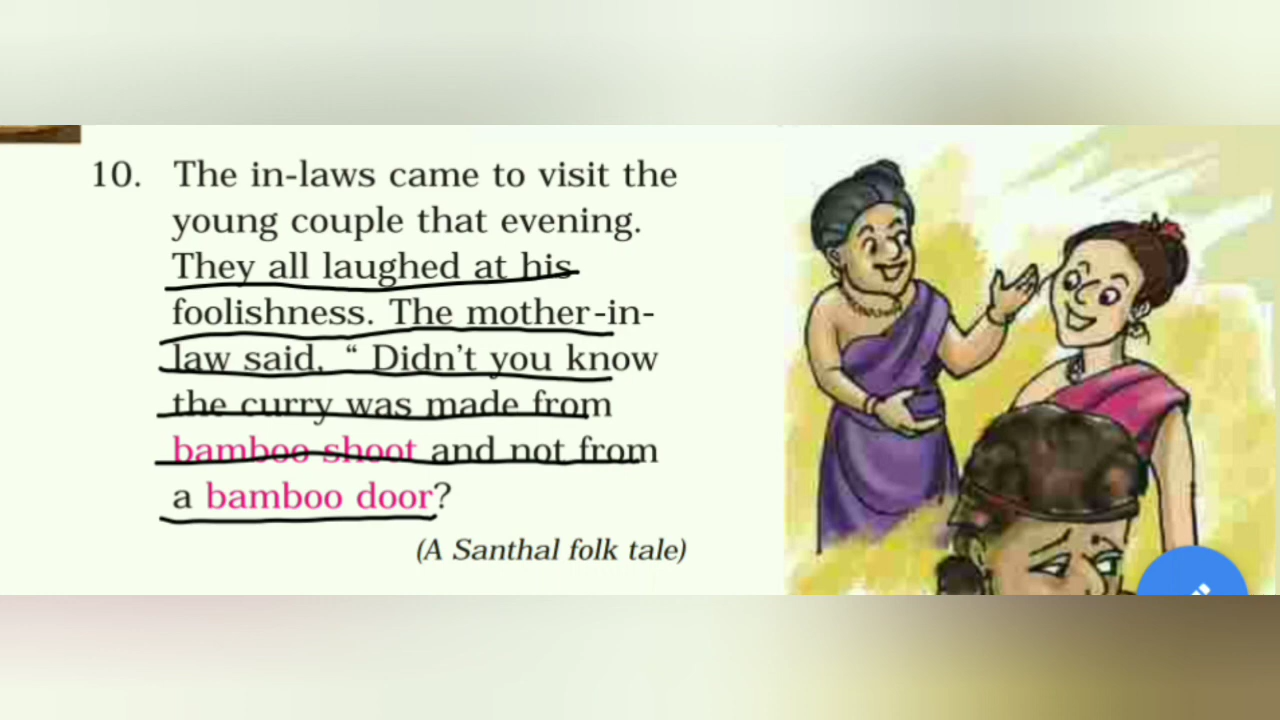 10. The in-laws came to visit the
young couple that evening.
They all laughed at his
foolishness. The mother-in-
law said, “ Didn’t you know
the curry was made from
bamboo shoot and not from
a bamboo door?
(A Santhal folk tale)